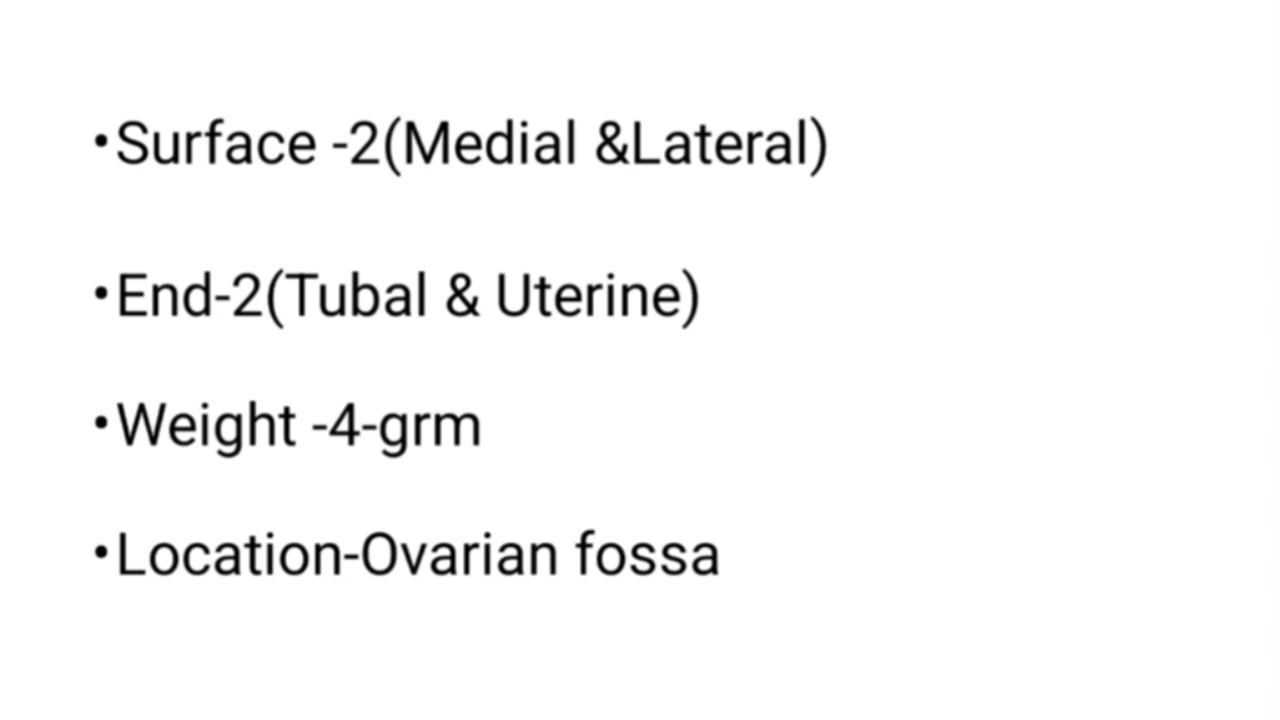 •Surface -2(Medial &Lateral)
•End-2(Tubal & Uterine)
•Weight -4-grm
•Location-Ovarian fossa